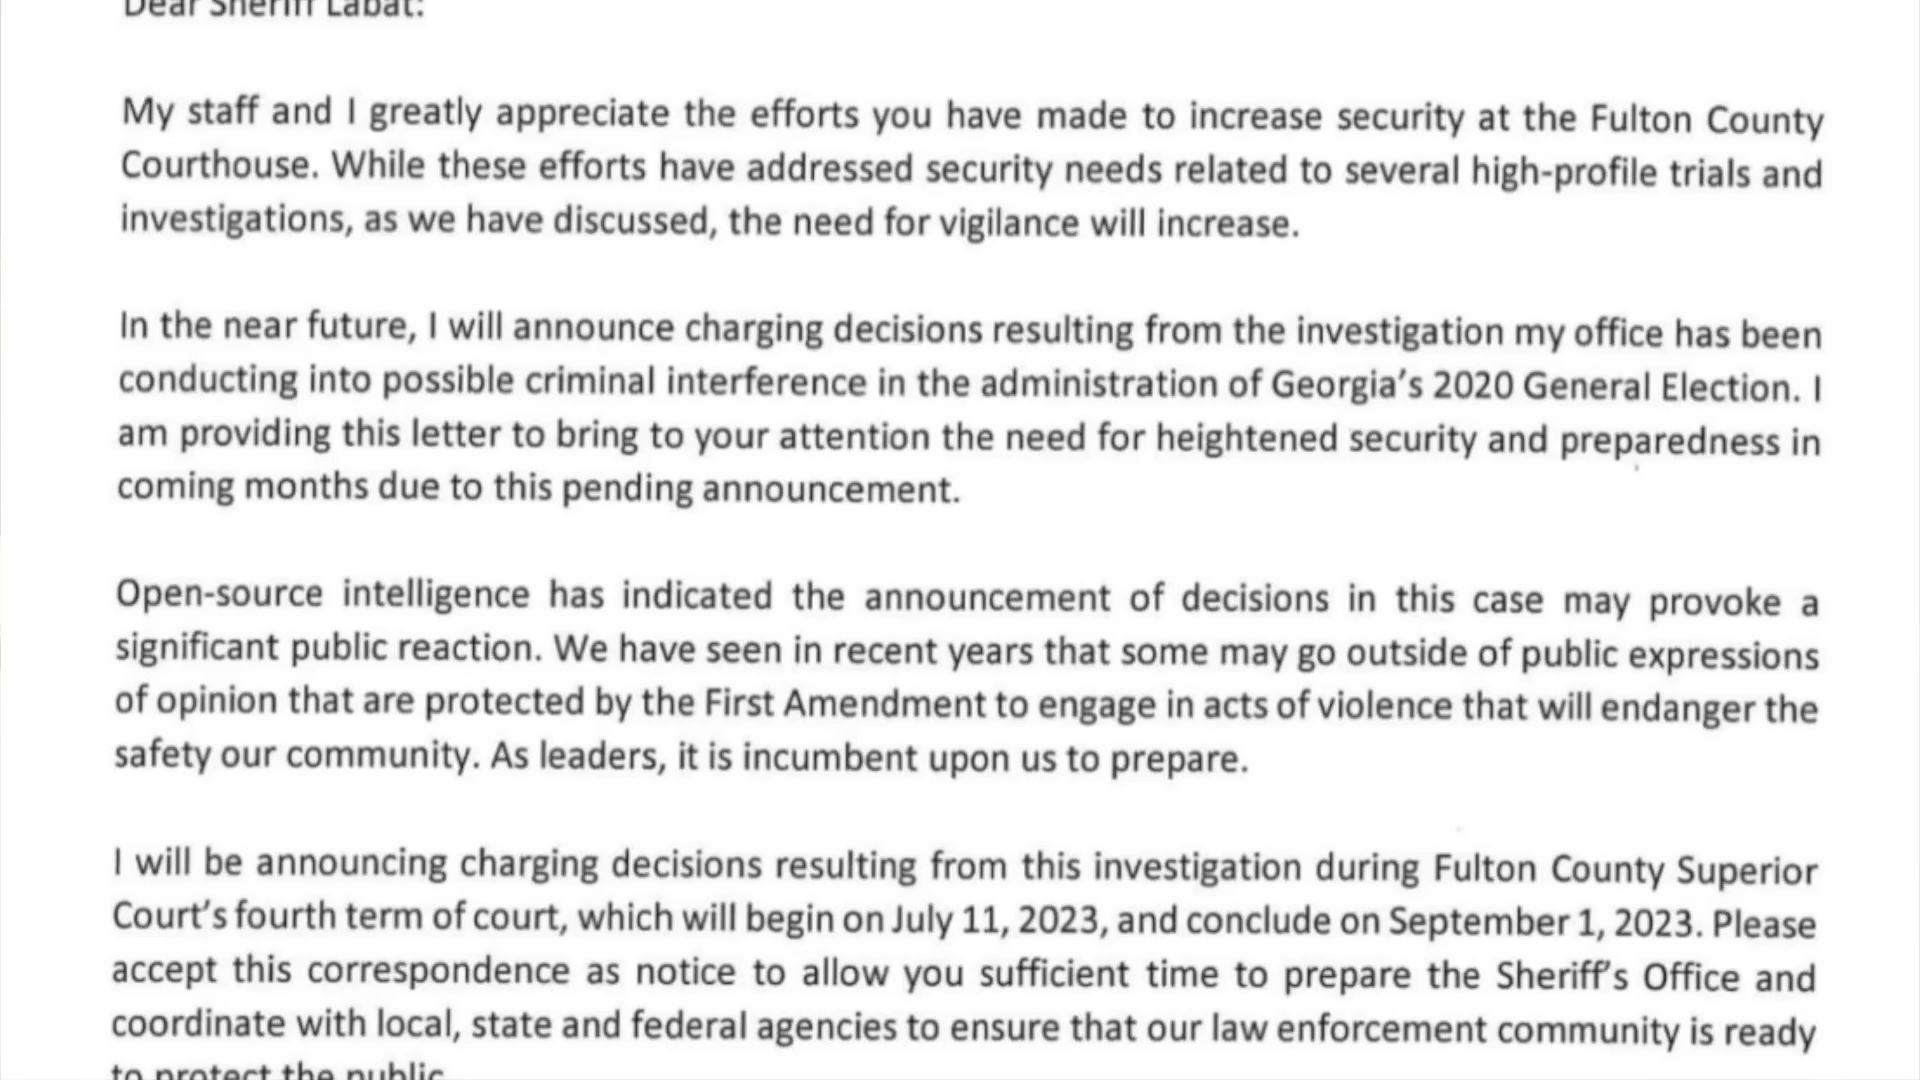 Dear Sheriff Labat:
My staff and I greatly appreciate the efforts you have made to increase security at the Fulton County
Courthouse. While these efforts have addressed security needs related to several high-profile trials and
investigations, as we have discussed, the need for vigilance will increase.
In the near future, I will announce charging decisions resulting from the investigation my office has been
conducting into possible criminal interference in the administration of Georgia’s 2020 General Election. I
am providing this letter to bring to your attention the need for heightened security and preparedness in
coming months due to this pending announcement.
Open-source intelligence has indicated the announcement of decisions in this case may provoke a
significant public reaction. We have seen in recent years that some may go outside of public expressions
of opinion that are protected by the First Amendment to engage in acts of violence that will endanger the
safety our community. As leaders, it is incumbent upon us to prepare.
I will be announcing charging decisions resulting from this investigation during Fulton County Superior
Court’s fourth term of court, which will begin on July 11, 2023, and conclude on September 1, 2023. Please
accept this correspondence as notice to allow you sufficient time to prepare the Sheriff’s Office and
coordinate with local, state and federal agencies to ensure that our law enforcement community is ready
to protect the public.